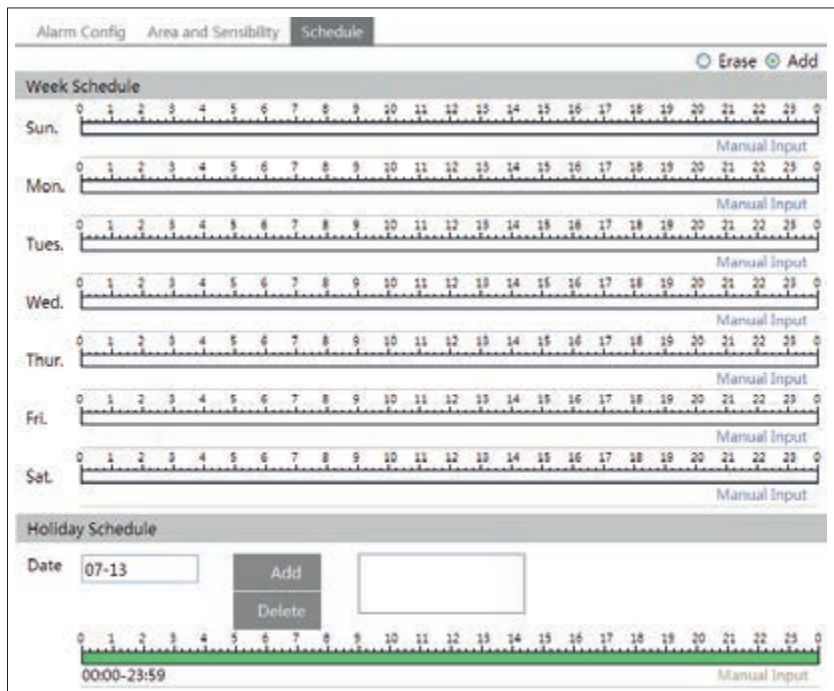 Alarm Config Area and Sensibility Schedule
Erase Add
Week Schedule
0 1 2 3 4 5 6 7 8 9 10 11 12 13 14 15 16 17 18 19 20 21 22 23 0
Sun.
Manual Input
0 1 2 3 4 5 6 7 8 9 10 11 12 13 14 15 16 17 18 19 20 21 22 23 0
Mon.
Manual Input
0 1 2 3 4 5 6 7 8 9 10 11 12 13 14 15 16 17 18 19 20 21 22 23 0
Tues.
Manual Input
0 1 2 3 4 5 6 7 8 9 10 11 12 13 14 15 16 17 18 19 20 21 22 23 0
Wed.
Manual Input
0 1 2 3 4 5 6 7 8 9 10 11 12 13 14 15 16 17 18 19 20 21 22 23 0
Thur.
Manual Input
0 1 2 3 4 5 6 7 8 9 10 11 12 13 14 15 16 17 18 19 20 21 22 23 0
Fri.
Manual Input
0 1 2 3 4 5 6 7 8 9 10 11 12 13 14 15 16 17 18 19 20 21 22 23 0
Sat.
Manual Input
Holiday Schedule
Date 07-13 Add
Delete
0 1 2 3 4 5 6 7 8 9 10 11 12 13 14 15 16 17 18 19 20 21 22 23 0
00:00-23:59 Manual Input